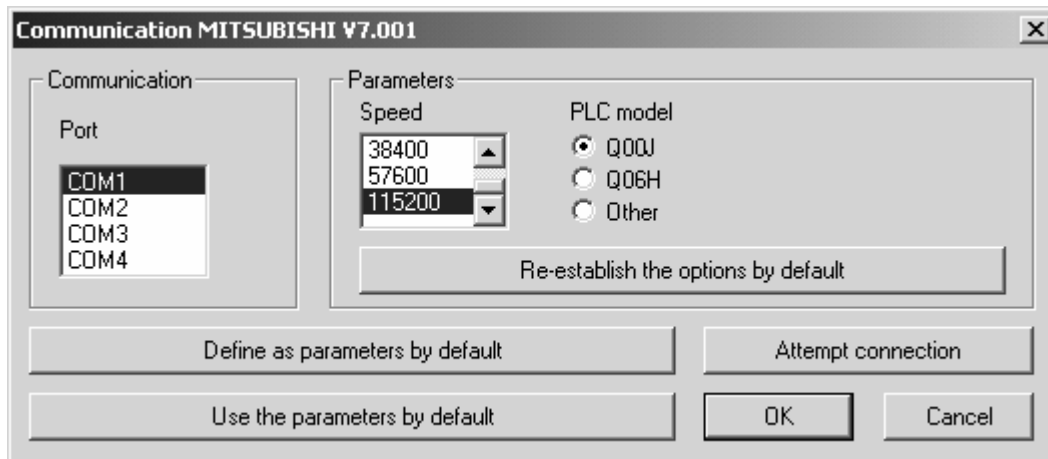 Communication MITSUBISHI V7.001
Communication
Port
COM1
COM2
COM3
COM4
Parameters
Speed
38400
57600
115200
PLC model
Q00J
Q06H
Other
Re-establish the options by default
Define as parameters by default
Attempt connection
Use the parameters by default
OK
Cancel